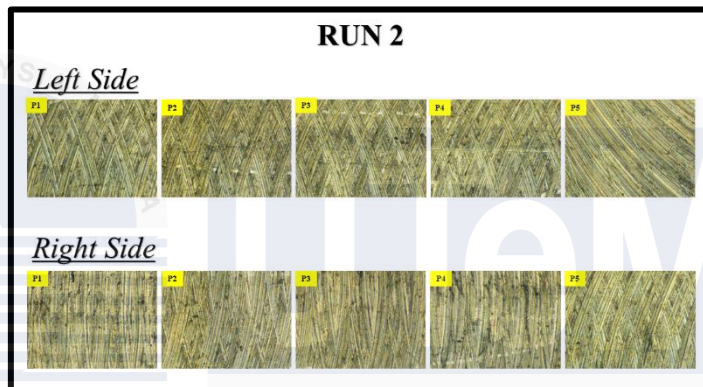 RUN 2
Left Side
P1 P2 P3 P4 P5
Right Side
P1 P2 P3 P4 P5